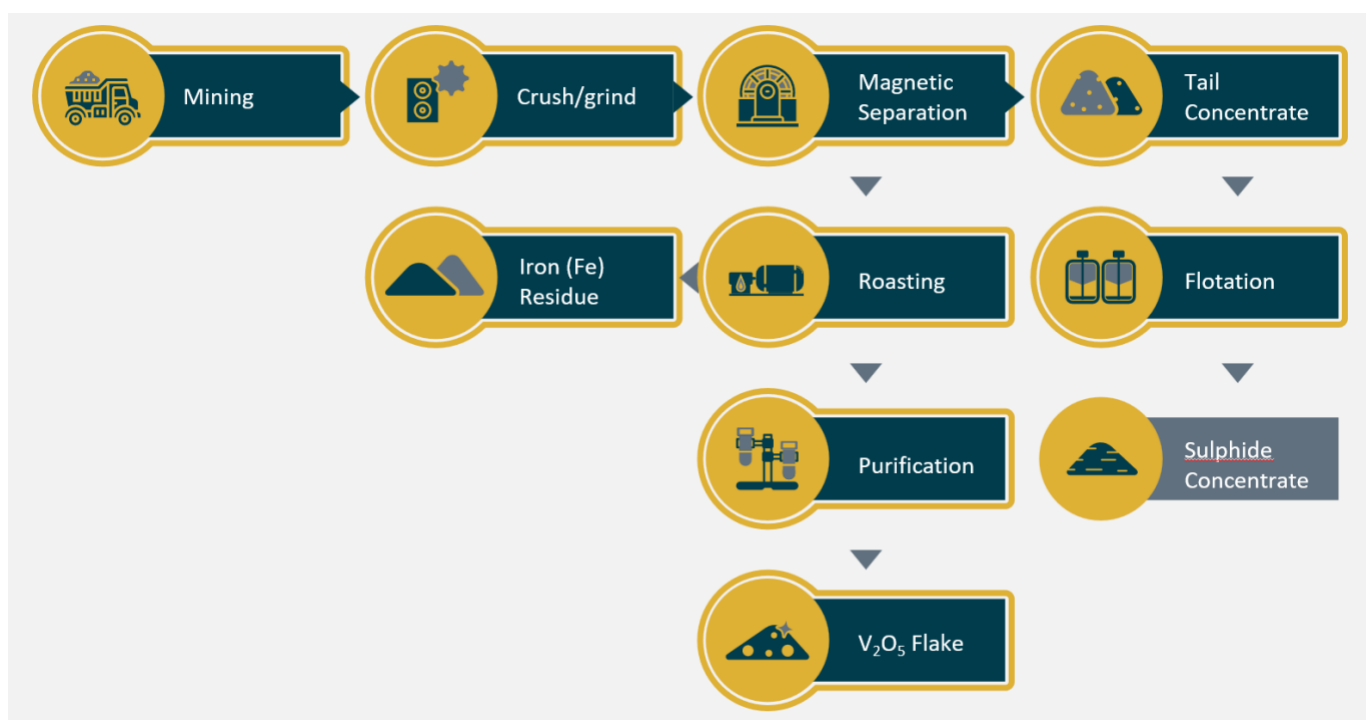 Mining
Crush/grind
Magnetic
Separation
Tail
Concentrate
Iron (Fe)
Residue
Roasting
Flotation
Purification
Sulphide
Concentrate
V₂O₅ Flake